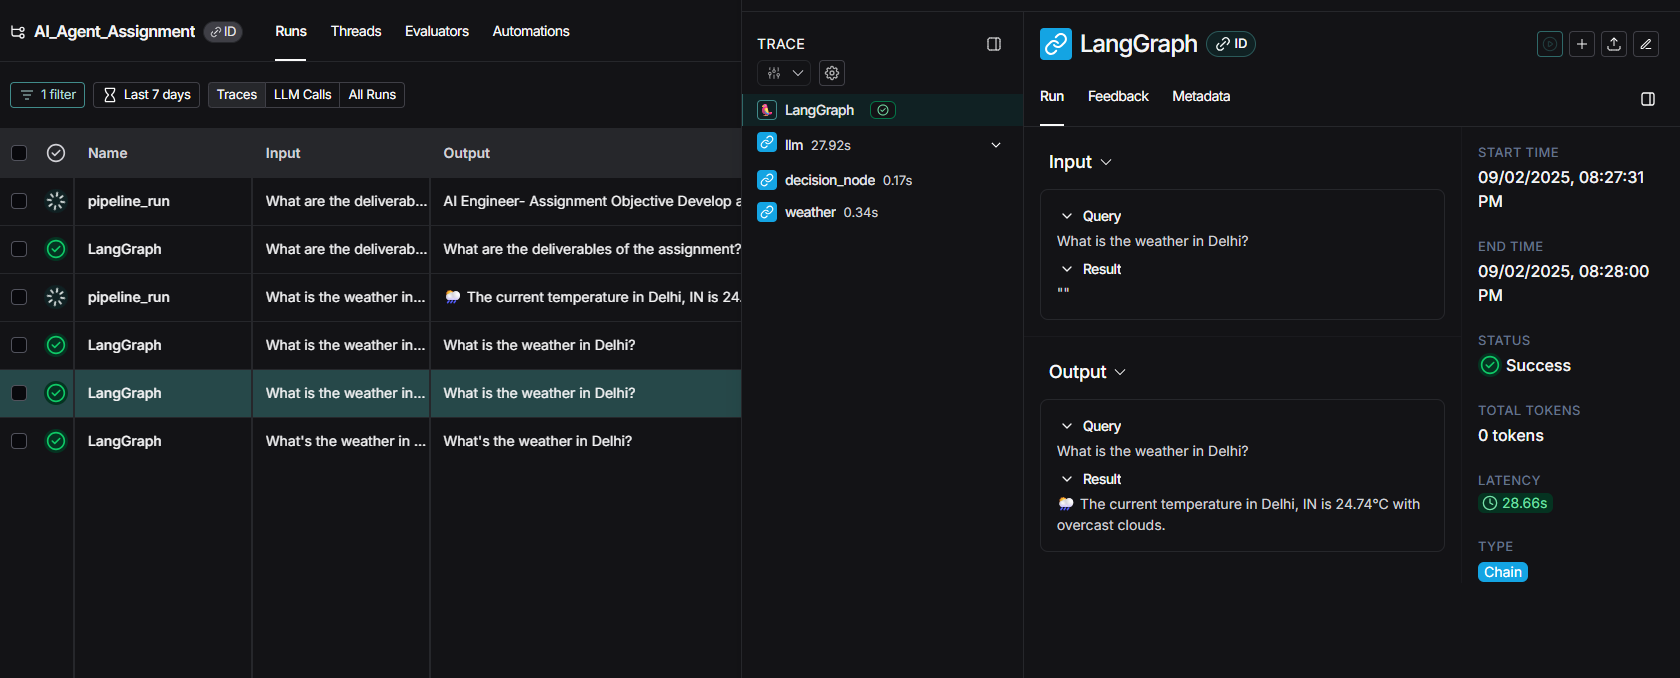 AI_Agent_Assignment ID Runs Threads Evaluators Automations
1 filter Last 7 days Traces LLM Calls All Runs
Name Input Output
pipeline_run What are the deliverab... AI Engineer- Assignment Objective Develop a
LangGraph What are the deliverab... What are the deliverables of the assignment?
pipeline_run What is the weather in... 🌧️ The current temperature in Delhi, IN is 24.
LangGraph What is the weather in... What is the weather in Delhi?
LangGraph What is the weather in... What is the weather in Delhi?
LangGraph What's the weather in ... What's the weather in Delhi?
TRACE
LangGraph
llm 27.92s
decision_node 0.17s
weather 0.34s
LangGraph ID
Run Feedback Metadata
Input
Query
What is the weather in Delhi?
Result
""
Output
Query
What is the weather in Delhi?
Result
🌧️ The current temperature in Delhi, IN is 24.74°C with
overcast clouds.
START TIME
09/02/2025, 08:27:31
PM
END TIME
09/02/2025, 08:28:00
PM
STATUS
Success
TOTAL TOKENS
0 tokens
LATENCY
28.66s
TYPE
Chain